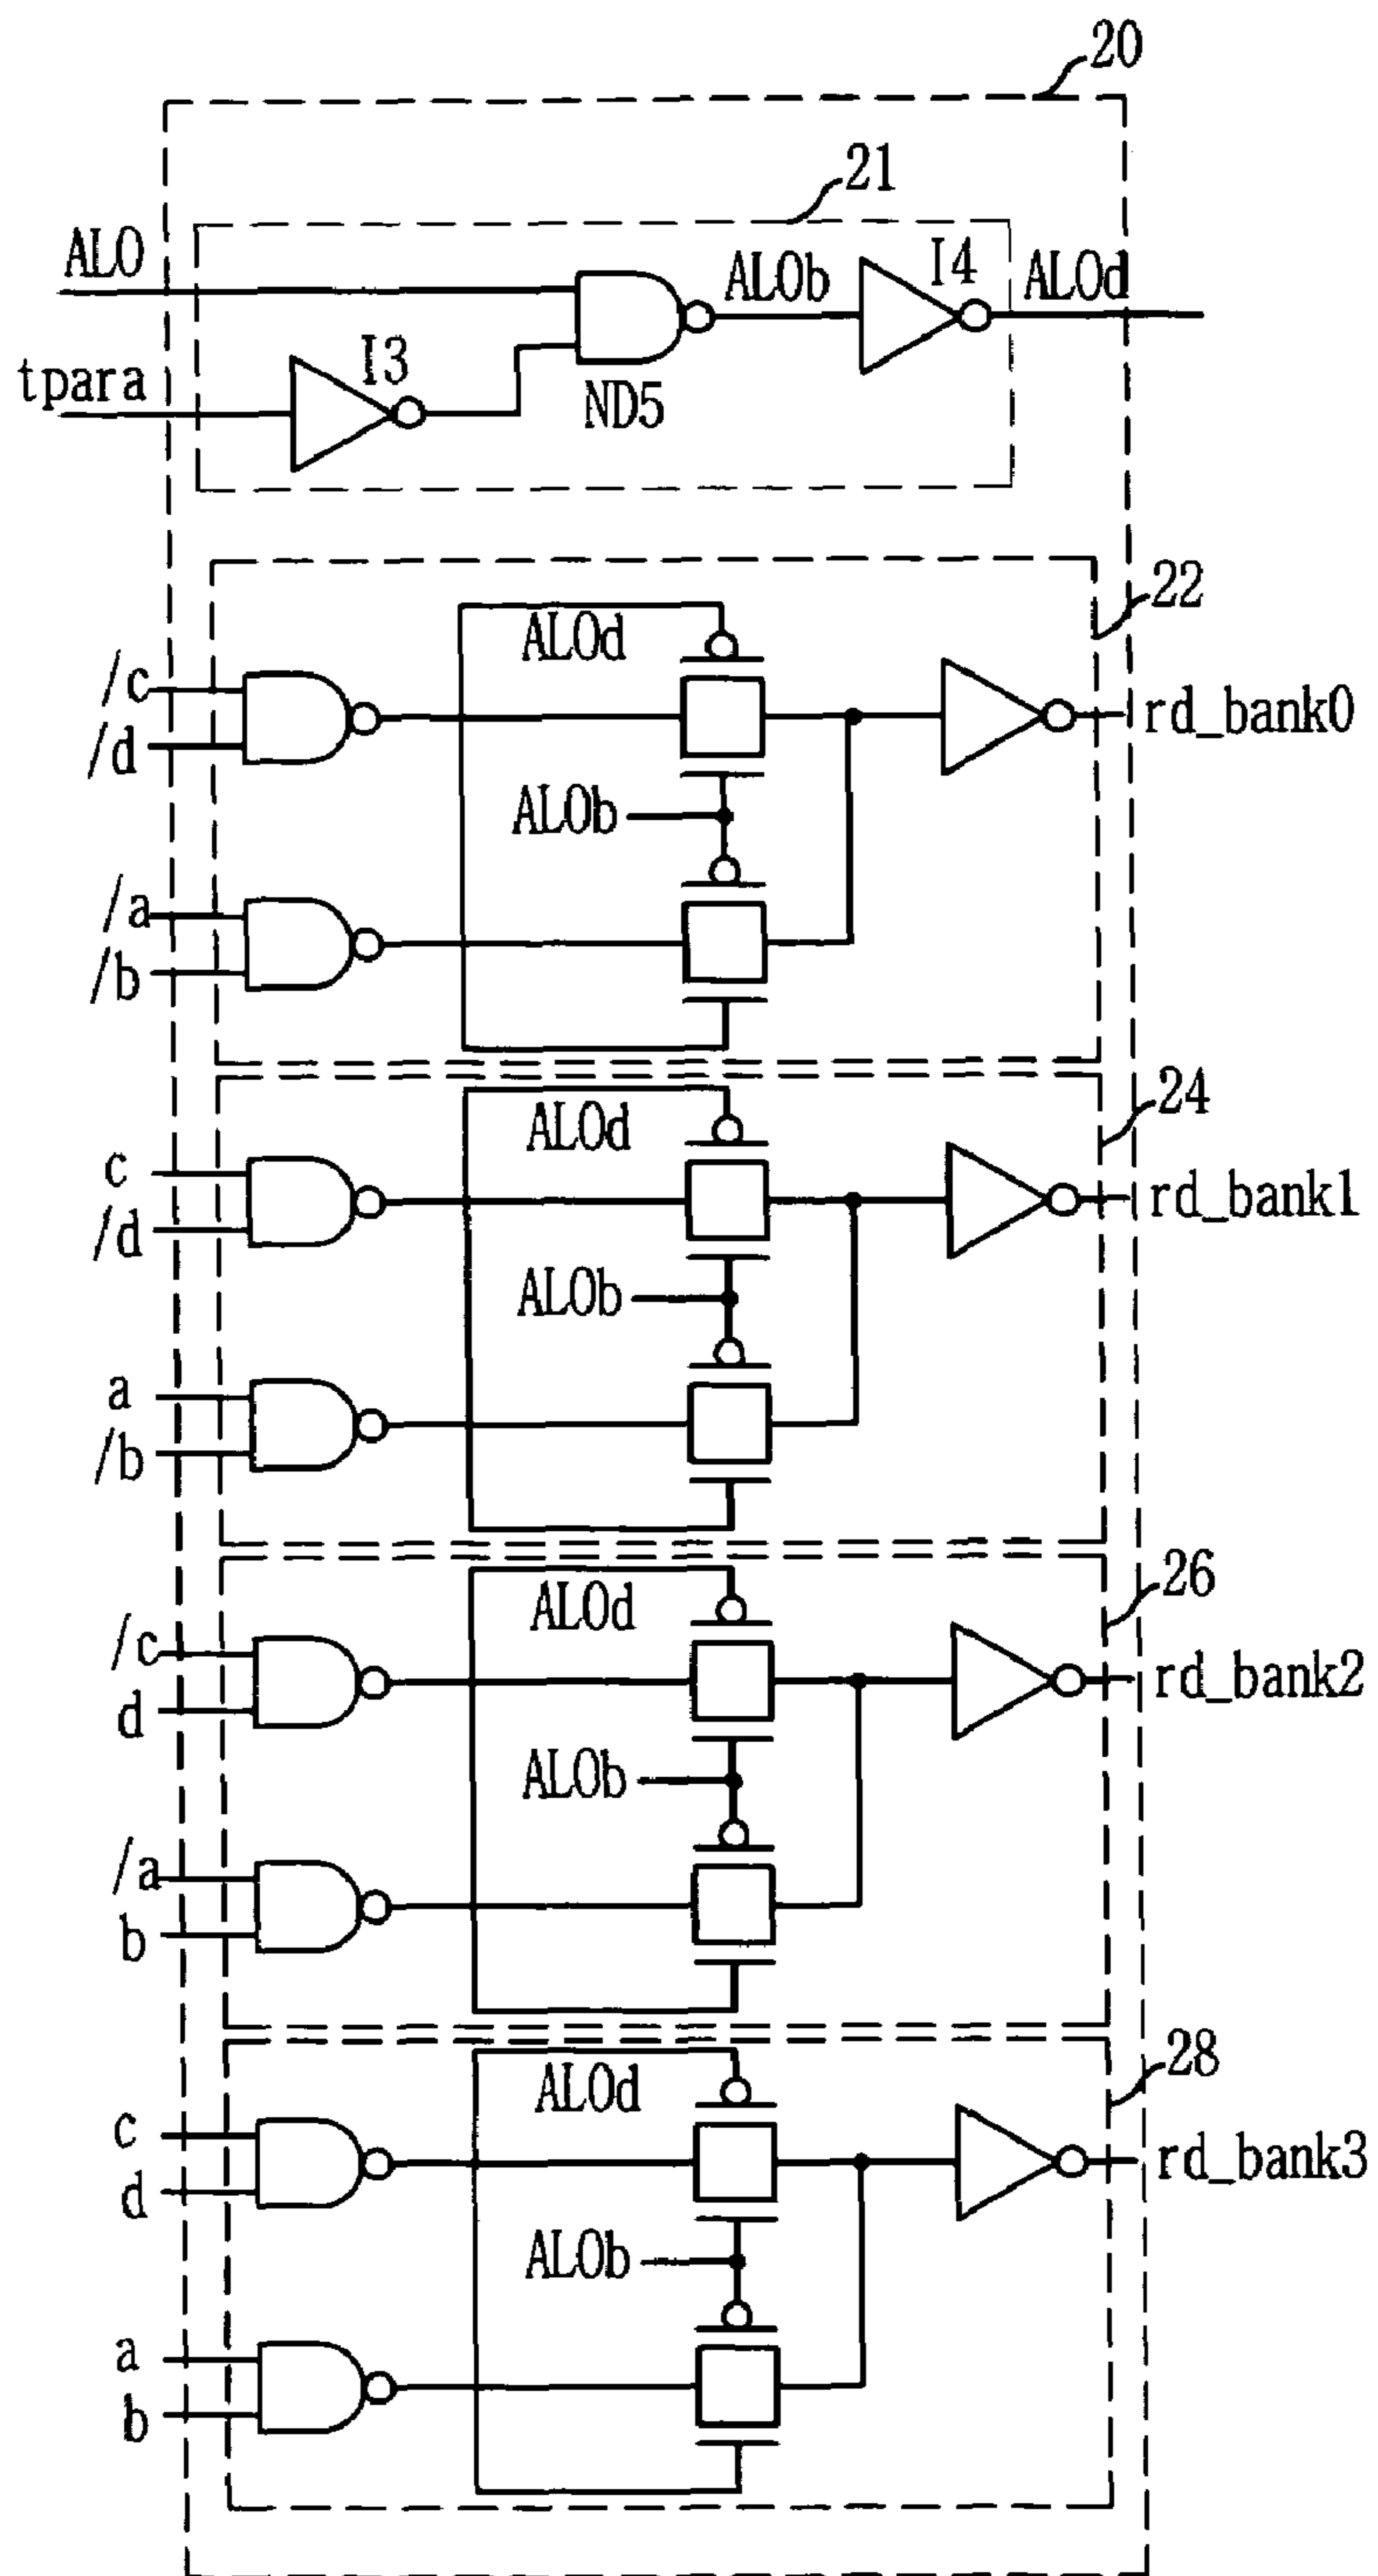 20
21
ALO
ALOb
I4
ALOd
tpara
I3
ND5
22
/c
/d
ALOd
rd_bank0
ALOb
/a
/b
24
c
/d
ALOd
rd_bank1
ALOb
a
/b
26
/c
d
ALOd
rd_bank2
ALOb
/a
b
28
c
d
ALOd
rd_bank3
ALOb
a
b